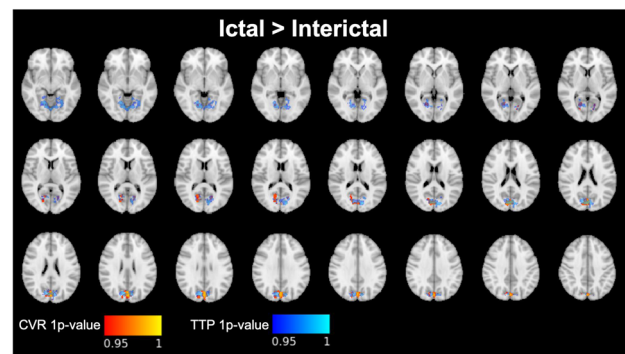 Ictal > Interictal
CVR 1p-value
0.95 1
TTP 1p-value
0.95 1